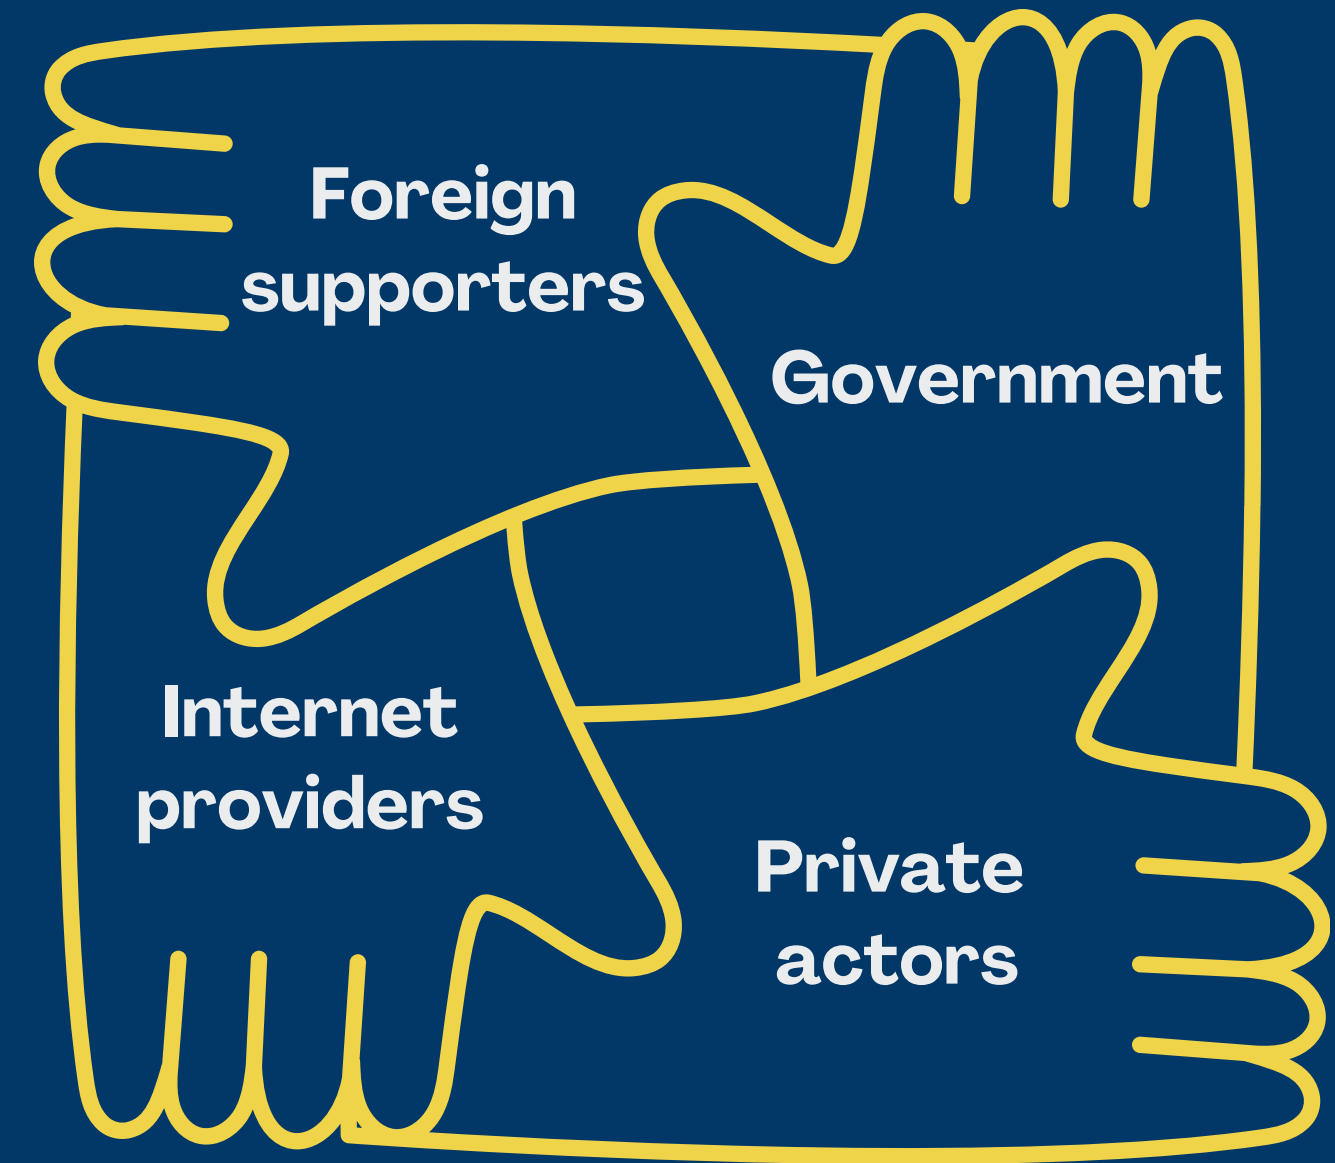 Foreign
supporters
Government
Internet
providers
Private
actors